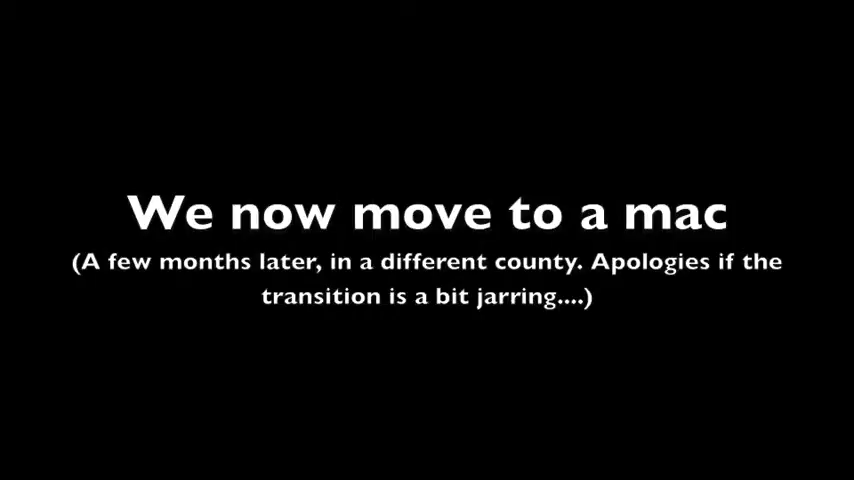 We now move to a mac
(A few months later, in a different county. Apologies if the
transition is a bit jarring....)